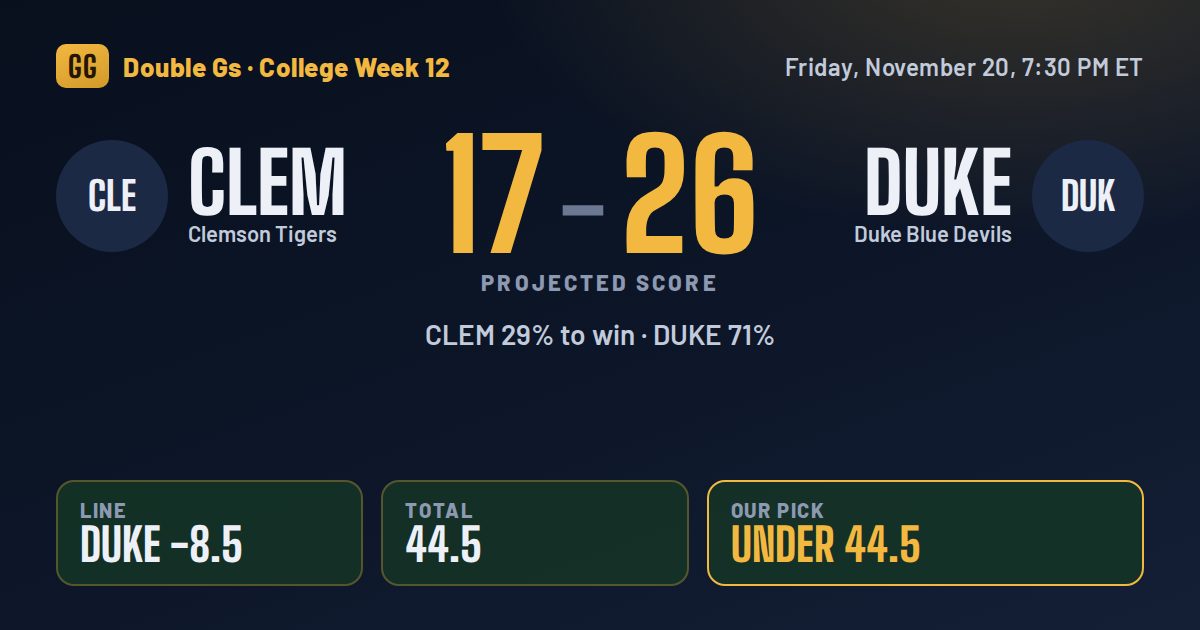 GG Double Gs · College Week 12
Friday, November 20, 7:30 PM ET
CLE CLEM
Clemson Tigers
17 – 26
PROJECTED SCORE
CLEM 29% to win · DUKE 71%
DUKE DUK
Duke Blue Devils
LINE
DUKE −8.5
TOTAL
44.5
OUR PICK
UNDER 44.5